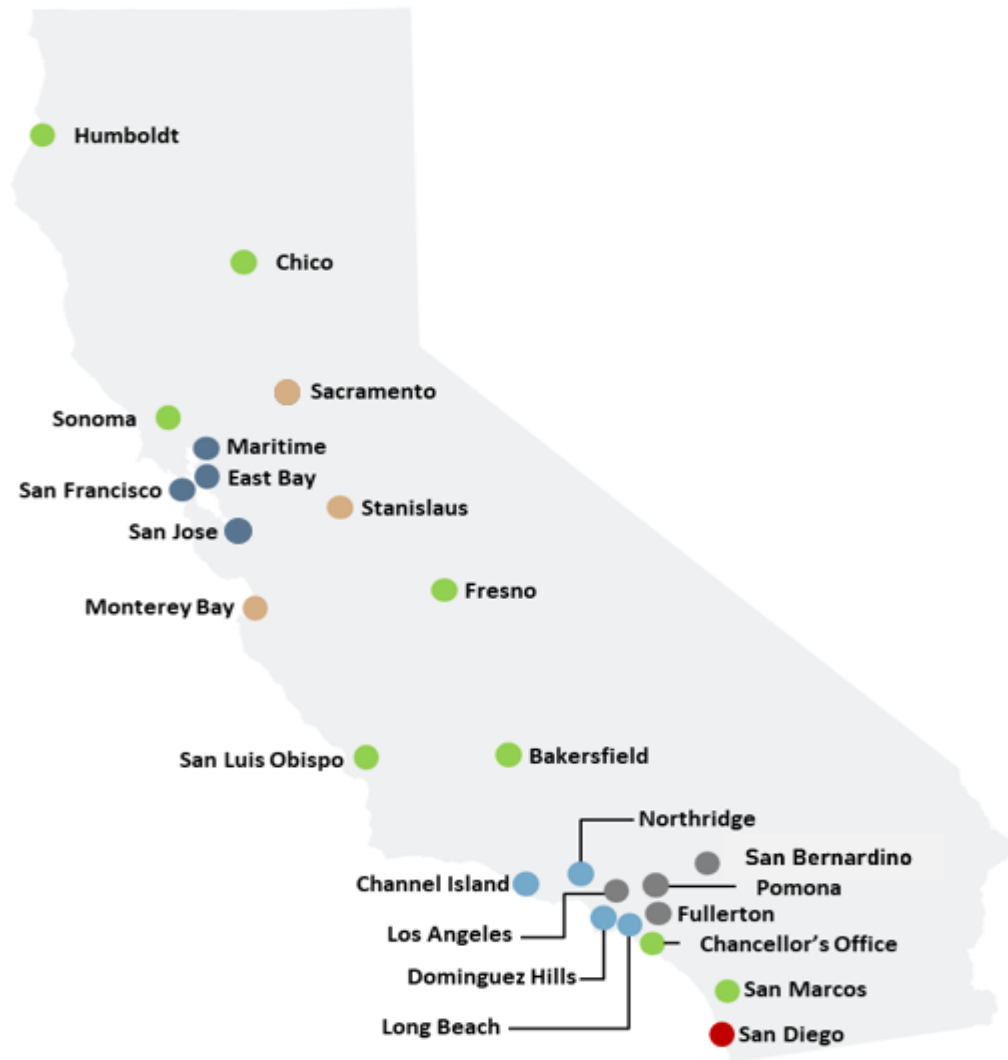 Humboldt
Chico
Sacramento
Sonoma
Maritime
East Bay
San Francisco
Stanislaus
San Jose
Fresno
Monterey Bay
San Luis Obispo
Bakersfield
Northridge
San Bernardino
Channel Island
Pomona
Fullerton
Los Angeles
Chancellor's Office
Dominguez Hills
San Marcos
Long Beach
San Diego